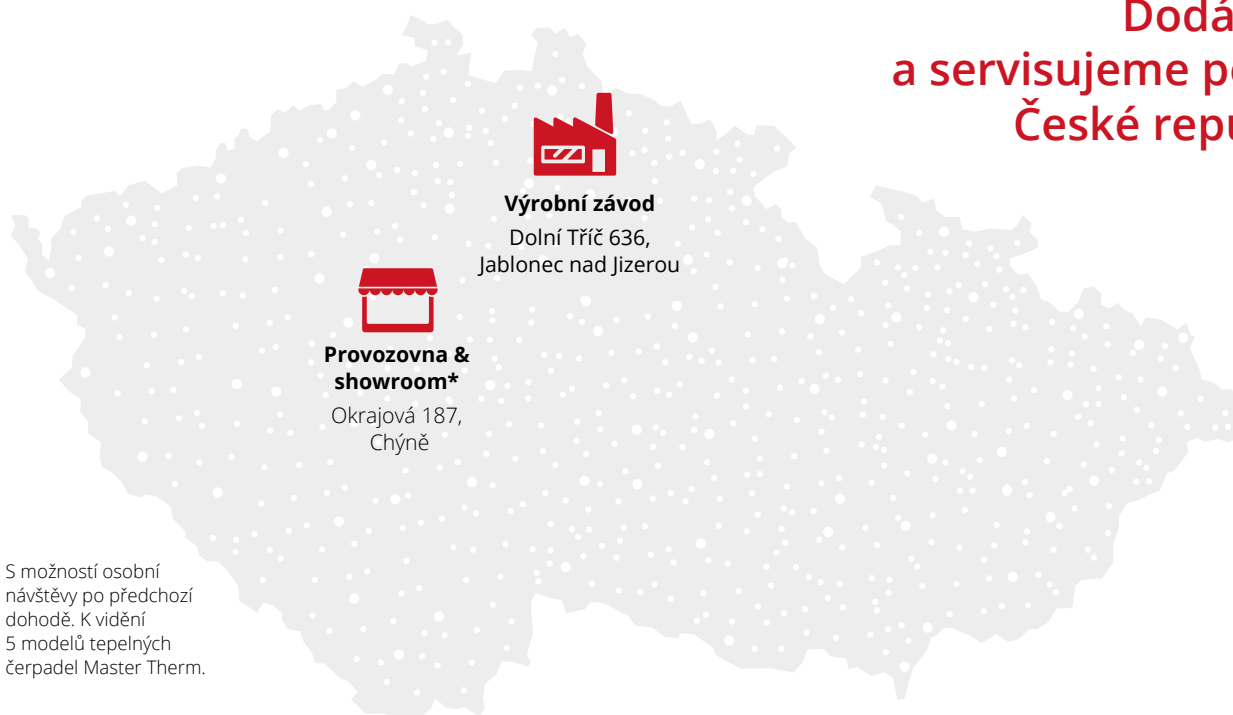 Dodá
a servisujeme p
České repu
Výrobní závod
Dolní Tříč 636,
Jablonec nad Jizerou
Provozovna &
showroom*
Okrajová 187,
Chýně
S možností osobní
návštěvy po předchozí
dohodě. K vidění
5 modelů tepelných
čerpadel Master Therm.